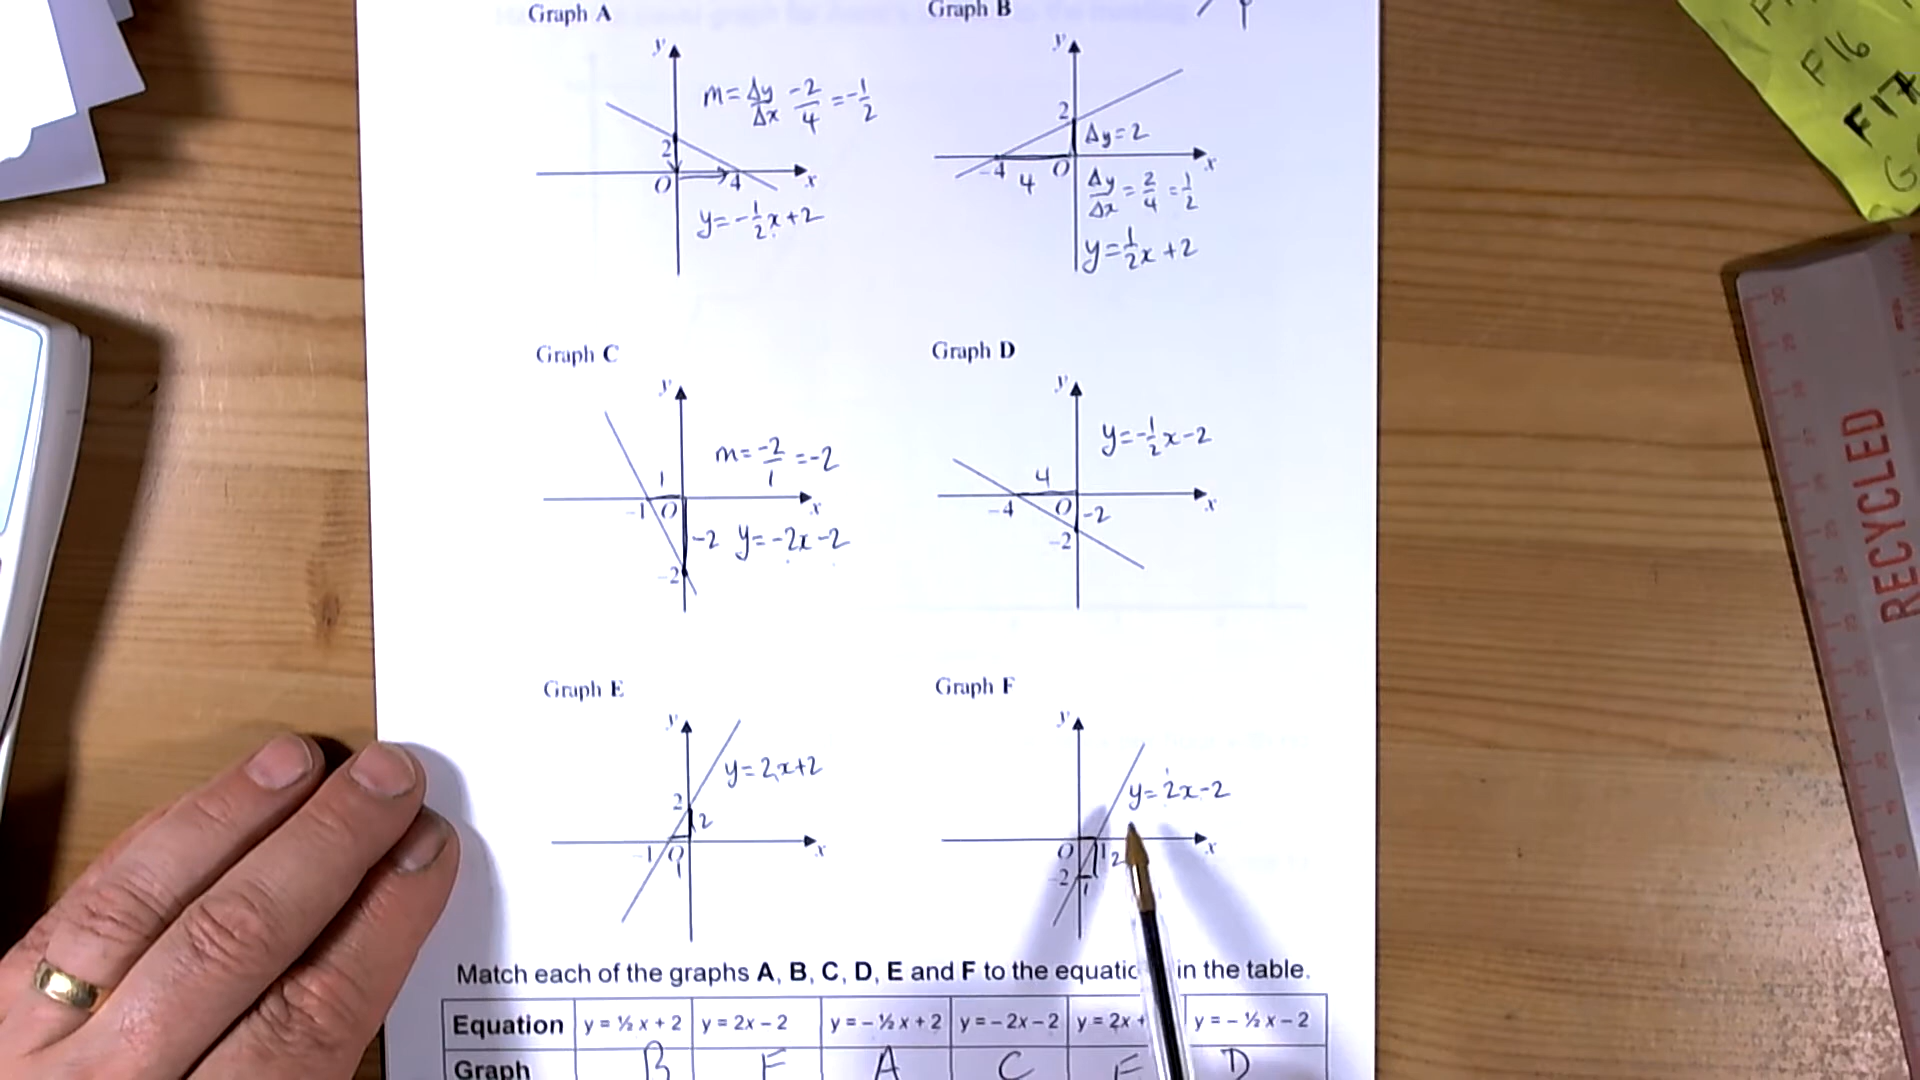 Graph A
y
m = Δy/Δx -2/4 = -1/2
2
O
4
x
y = -1/2x + 2
Graph B
y
2
Δy = 2
-4
4
O
x
Δy/Δx = 2/4 = 1/2
y = 1/2x + 2
Graph C
y
m = -2/1 = -2
1
-1
O
x
-2
y = -2x - 2
-2
Graph D
y
y = -1/2x - 2
4
-4
O
-2
x
-2
Graph E
y
y = 2x + 2
2
2
-1
O
1
x
Graph F
y
y = 2x - 2
O
1
2
x
-2
1
Match each of the graphs A, B, C, D, E and F to the in the table.
Equation y = ½ x + 2 y = 2x – 2 y = – ½ x + 2 y = – 2x – 2 y = 2x + y = – ½ x – 2
Graph B F A C E D
F16
F17
RECYCLED